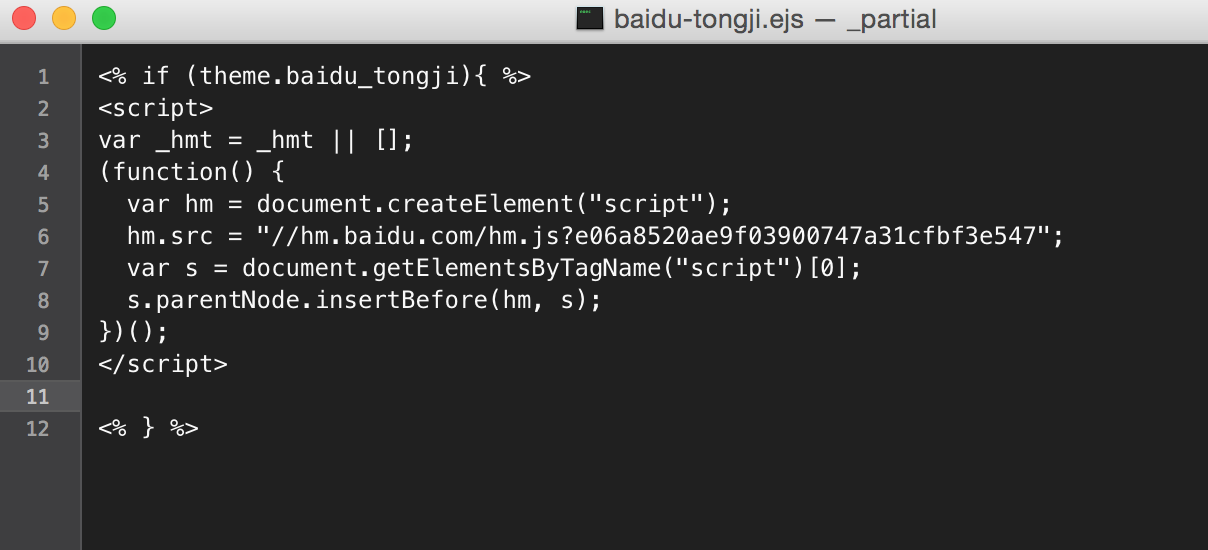 baidu-tongji.ejs — _partial
1 <% if (theme.baidu_tongji){ %>
2 <script>
3 var _hmt = _hmt || [];
4 (function() {
5   var hm = document.createElement("script");
6   hm.src = "//hm.baidu.com/hm.js?e06a8520ae9f03900747a31cfbf3e547";
7   var s = document.getElementsByTagName("script")[0];
8   s.parentNode.insertBefore(hm, s);
9 })();
10 </script>
11
12 <% } %>